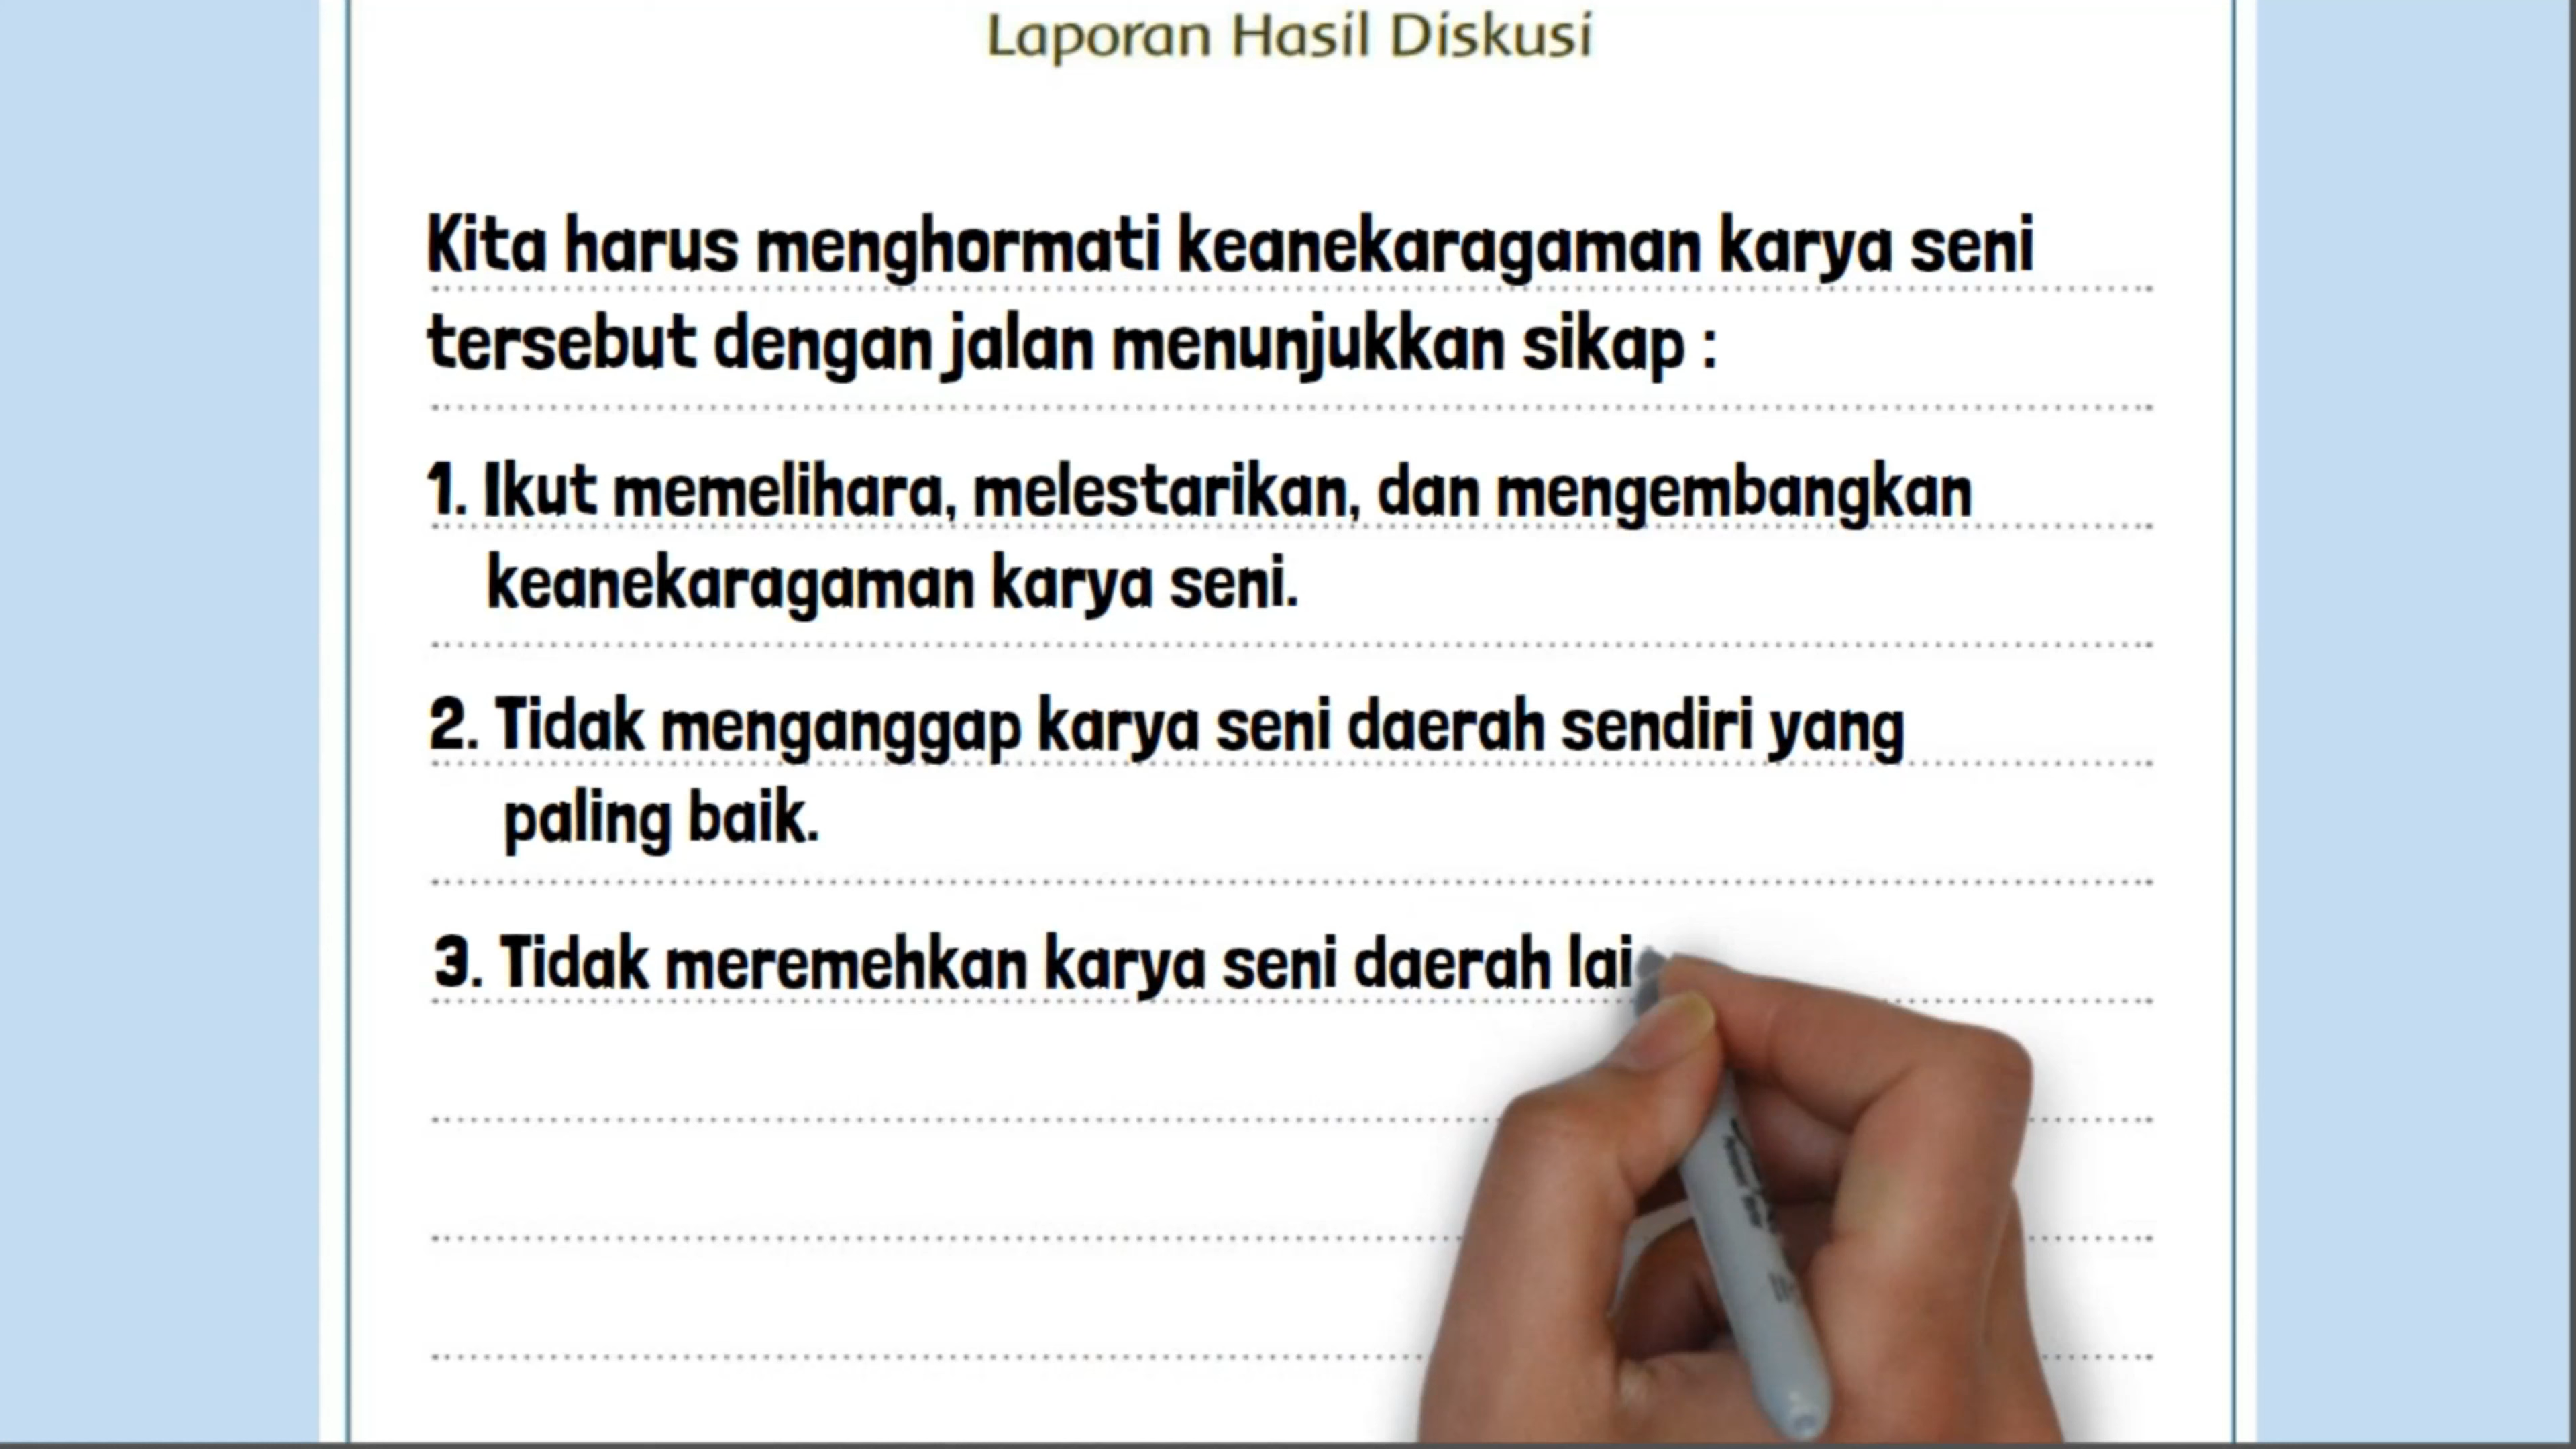 Laporan Hasil Diskusi
Kita harus menghormati keanekaragaman karya seni
tersebut dengan jalan menunjukkan sikap :
1. Ikut memelihara, melestarikan, dan mengembangkan
keanekaragaman karya seni.
2. Tidak menganggap karya seni daerah sendiri yang
paling baik.
3. Tidak meremehkan karya seni daerah lai